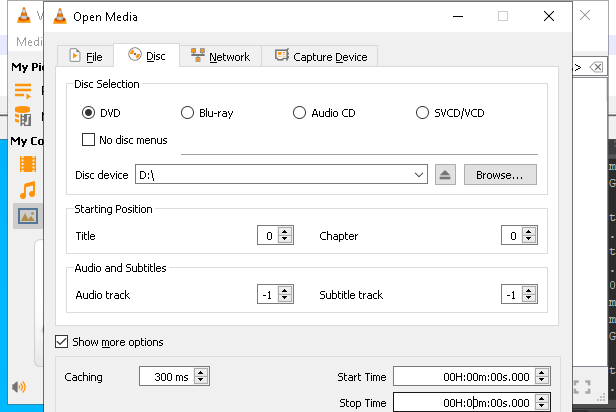 Open Media
Medi
File
Disc
Network
Capture Device
My Pi
Disc Selection
DVD
Blu-ray
Audio CD
SVCD/VCD
No disc menus
My Co
Disc device
D:\
Browse...
Starting Position
Title
0
Chapter
0
Audio and Subtitles
Audio track
-1
Subtitle track
-1
Show more options
Caching
300 ms
Start Time
00H:00m:00s.000
Stop Time
00H:00m:00s.000